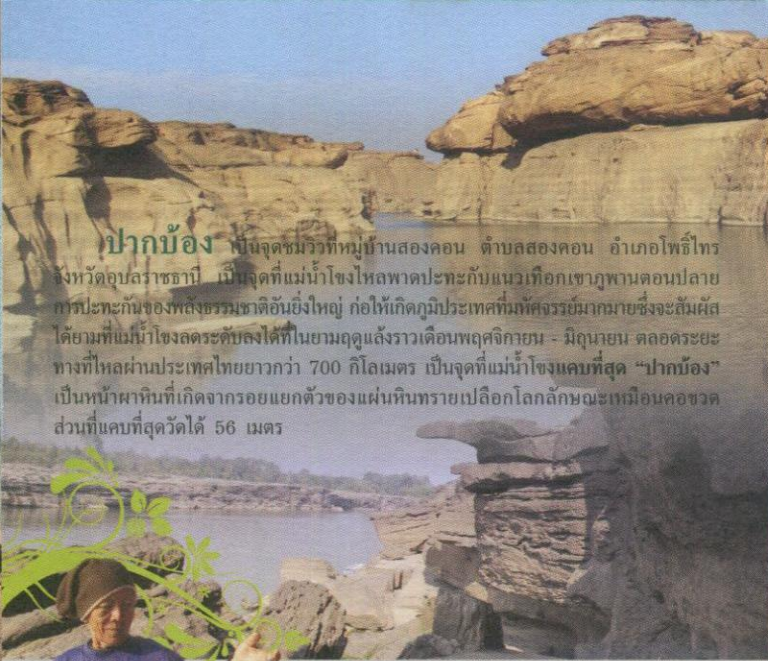 ปากบ้อง เป็นจุดชมวิวที่หมู่บ้านสองคอน ตำบลสองคอน อำเภอโพธิ์ไทร
จังหวัดอุบลราชธานี เป็นจุดที่แม่น้ำโขงไหลพาดปะทะกับแนวเทือกเขาภูพานตอนปลาย
การปะทะกันของพลังธรรมชาติอันยิ่งใหญ่ ก่อให้เกิดภูมิประเทศที่มหัศจรรย์มากมายซึ่งจะสัมผัส
ได้ยามที่แม่น้ำโขงลดระดับลงได้ที่ในยามฤดูแล้งราวเดือนพฤศจิกายน - มิถุนายน ตลอดระยะ
ทางที่ไหลผ่านประเทศไทยยาวกว่า 700 กิโลเมตร เป็นจุดที่แม่น้ำโขงแคบที่สุด “ปากบ้อง”
เป็นหน้าผาหินที่เกิดจากรอยแยกตัวของแผ่นหินทรายเปลือกโลกลักษณะเหมือนคอขวด
ส่วนที่แคบที่สุดวัดได้ 56 เมตร